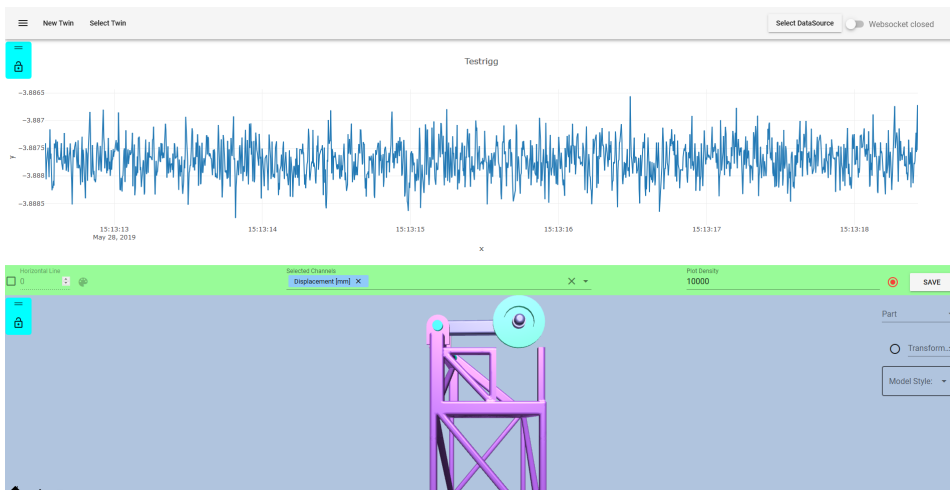 New Twin Select Twin Select DataSource Websocket closed
Testrigg
−3.8865
−3.887
−3.8875
−3.888
−3.8885
y
15:13:13 15:13:14 15:13:15 15:13:16 15:13:17 15:13:18
May 28, 2019
x
Horizontal Line Selected Channels Plot Density
0 Displacement [mm] × 10000 SAVE
Part
Transform..
Model Style: